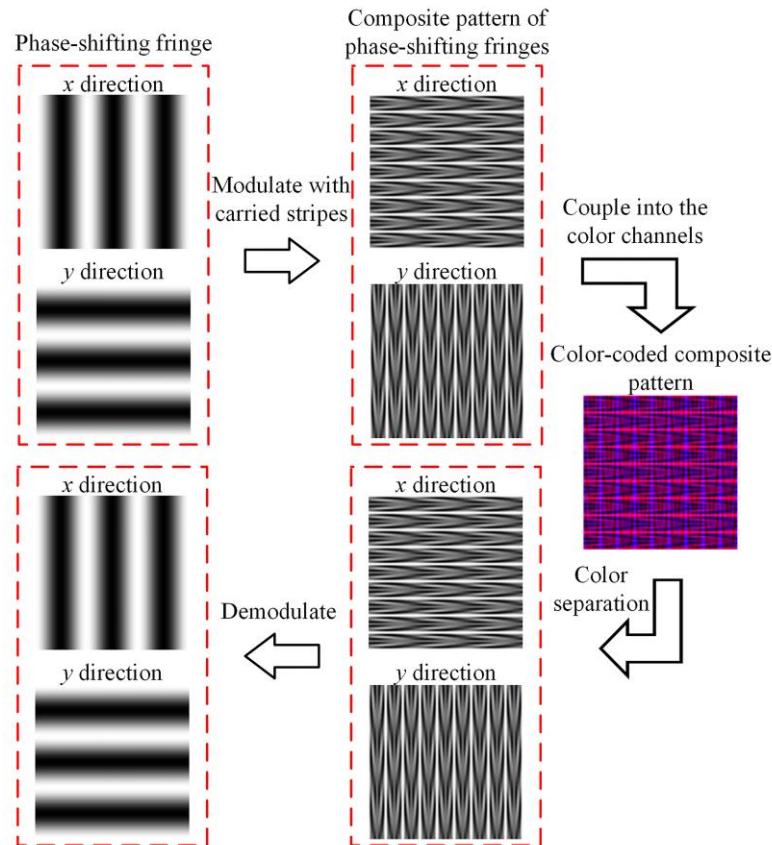 Phase-shifting fringe
x direction
y direction
Modulate with
carried stripes
Composite pattern of
phase-shifting fringes
x direction
y direction
Couple into the
color channels
Color-coded composite
pattern
Color
separation
x direction
y direction
Demodulate
x direction
y direction